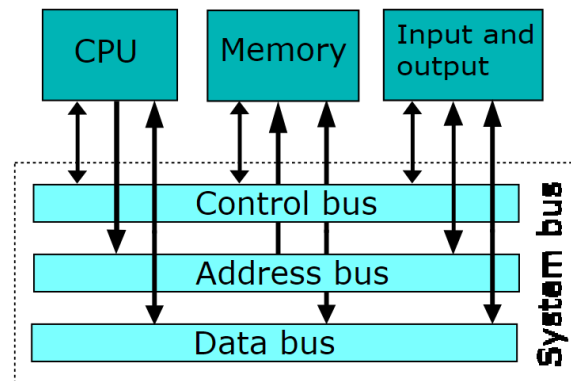 CPU
Memory
Input and
output
Control bus
Address bus
Data bus
System bus